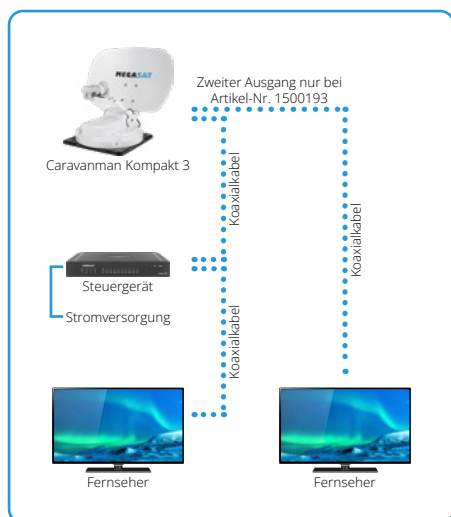 MEGASAT
Zweiter Ausgang nur bei
Artikel-Nr. 1500193
Caravanman Kompakt 3
Koaxialkabel
Koaxialkabel
Steuergerät
Stromversorgung
Koaxialkabel
Fernseher
Fernseher